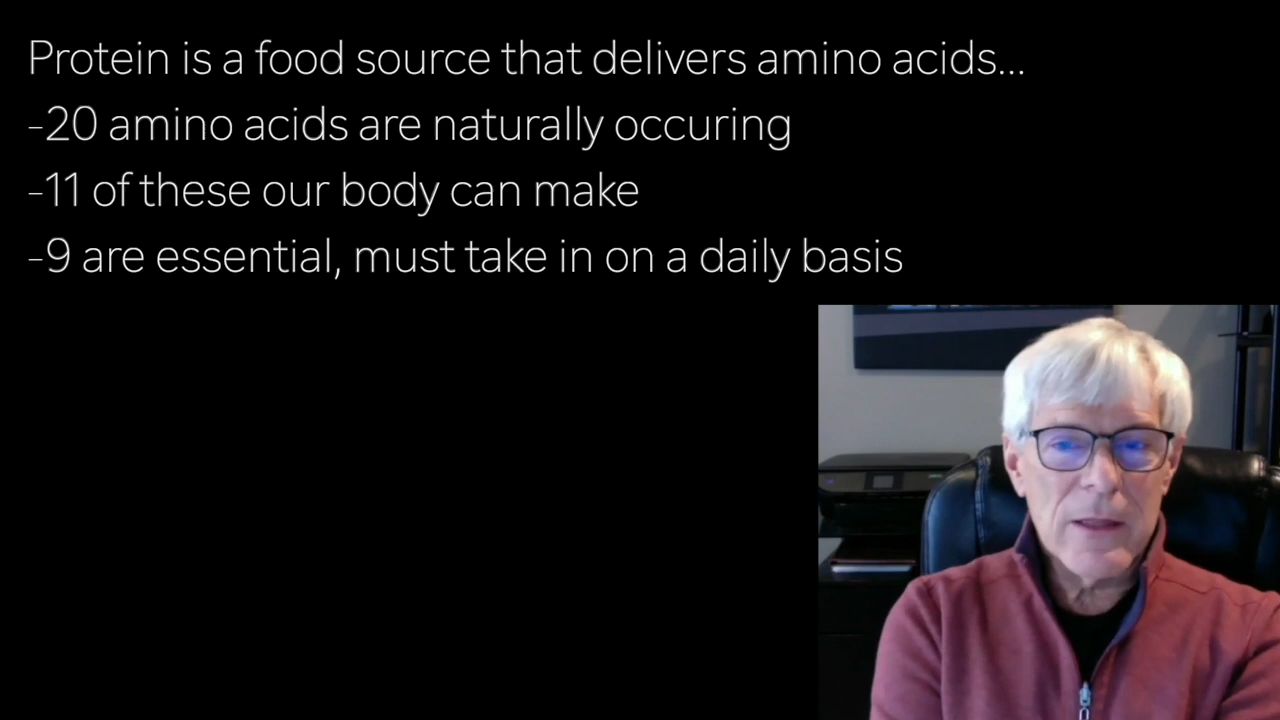 Protein is a food source that delivers amino acids...
-20 amino acids are naturally occuring
-11 of these our body can make
-9 are essential, must take in on a daily basis